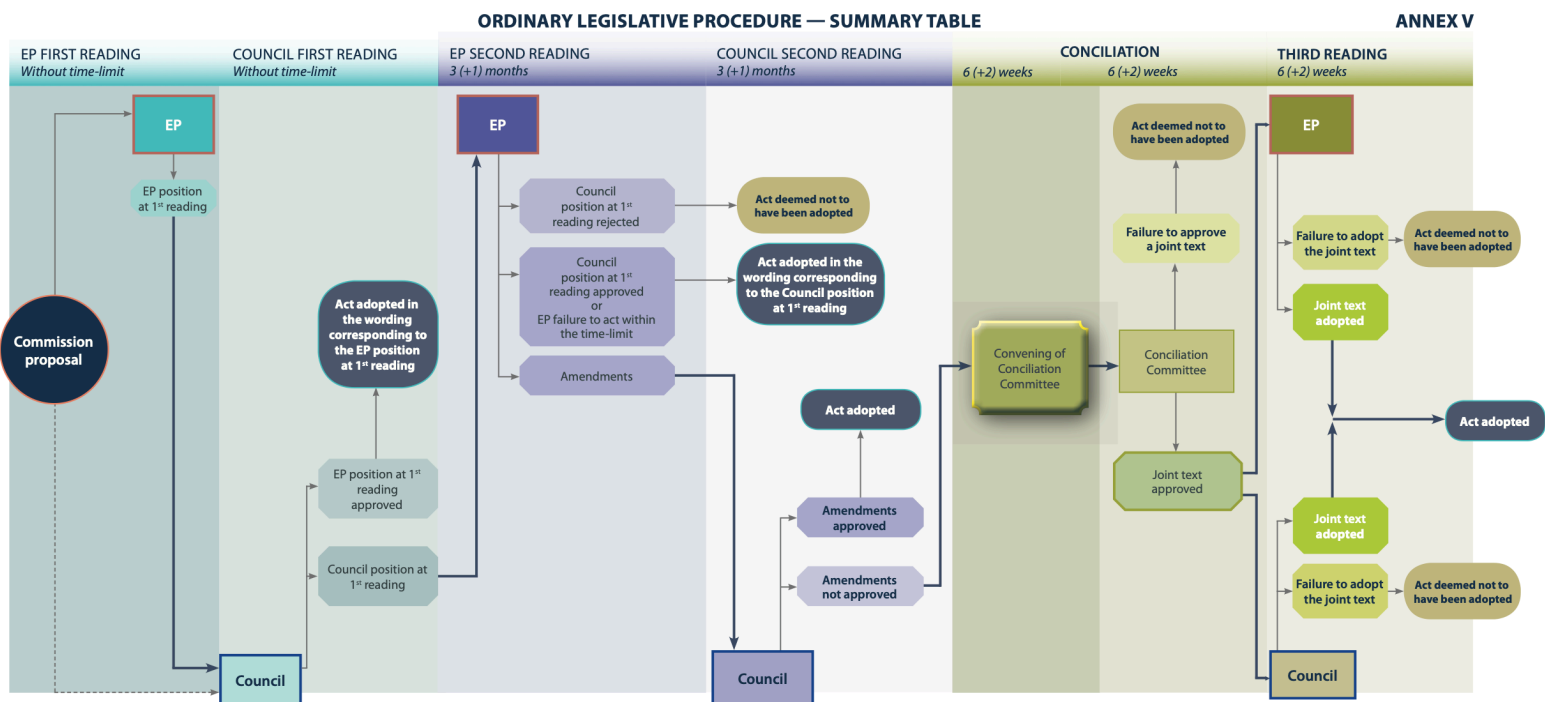 ORDINARY LEGISLATIVE PROCEDURE — SUMMARY TABLE
ANNEX V
EP FIRST READING
Without time-limit
COUNCIL FIRST READING
Without time-limit
EP SECOND READING
3 (+1) months
COUNCIL SECOND READING
3 (+1) months
CONCILIATION
6 (+2) weeks
6 (+2) weeks
THIRD READING
6 (+2) weeks
Commission
proposal
EP
EP position
at 1st reading
Act adopted in
the wording
corresponding to
the EP position
at 1st reading
EP position at 1st
reading
approved
Council position at
1st reading
Council
EP
Council
position at 1st
reading rejected
Council
position at 1st
reading approved
or
EP failure to act within
the time-limit
Amendments
Act deemed not to
have been adopted
Act adopted in the
wording corresponding
to the Council position
at 1st reading
Act adopted
Amendments
approved
Amendments
not approved
Council
Convening of
Conciliation
Committee
Act deemed not to
have been adopted
Failure to approve
a joint text
Conciliation
Committee
Joint text
approved
EP
Failure to adopt
the joint text
Act deemed not to
have been adopted
Joint text
adopted
Act adopted
Joint text
adopted
Failure to adopt
the joint text
Act deemed not to
have been adopted
Council